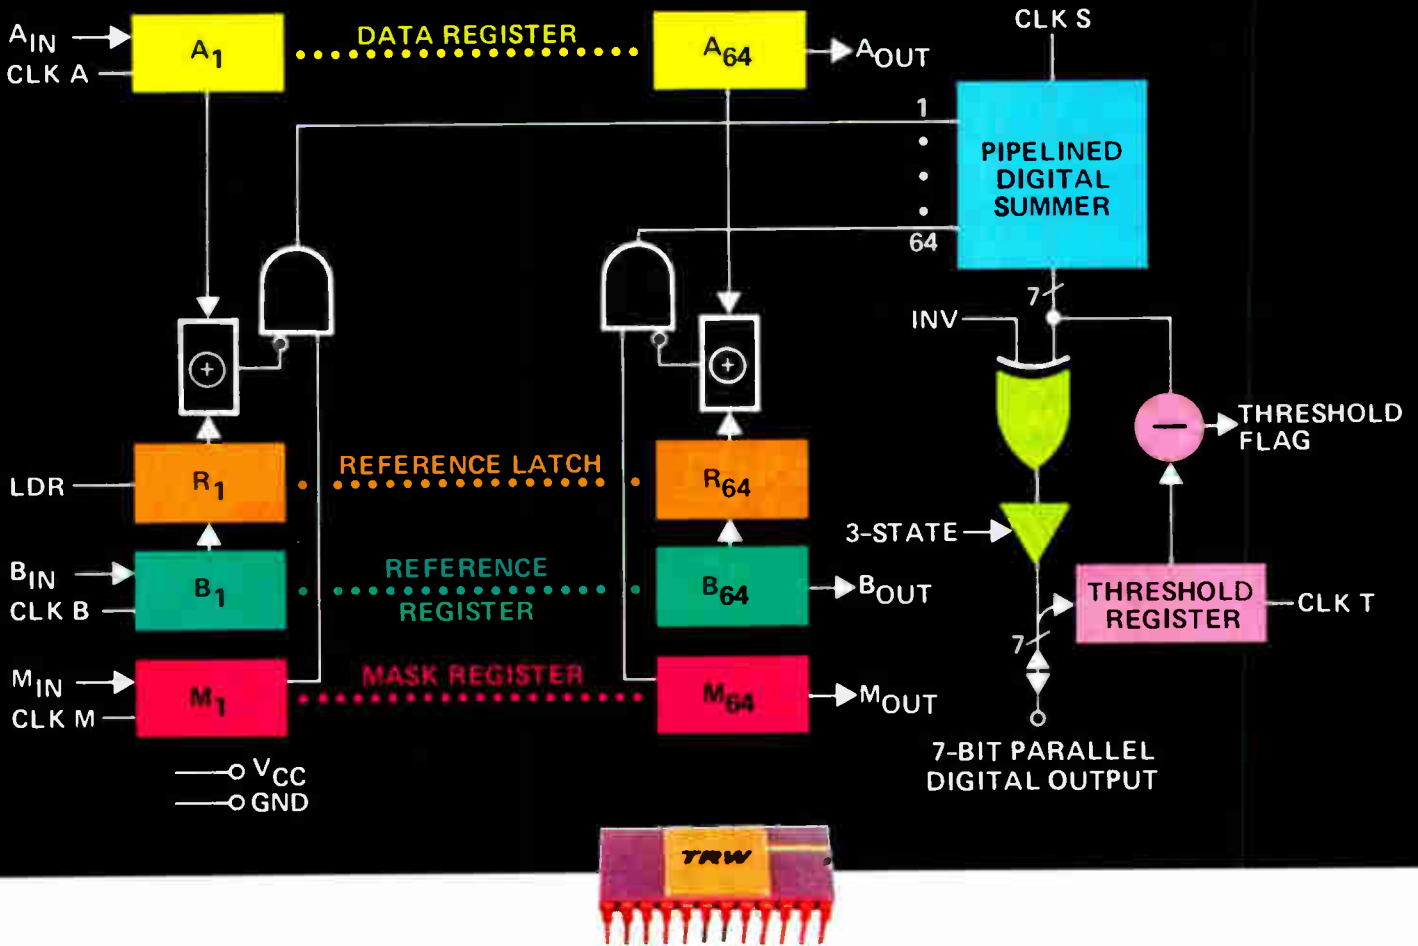 A IN
CLK A
A1
DATA REGISTER
A64
AOUT
CLK S
1
64
PIPELINED
DIGITAL
SUMMER
7
INV
THRESHOLD
FLAG
LDR
R1
REFERENCE LATCH
R64
3-STATE
BIN
CLK B
B1
REFERENCE
REGISTER
B64
BOUT
THRESHOLD
REGISTER
CLK T
7
MIN
CLK M
M1
MASK REGISTER
M64
MOUT
7-BIT PARALLEL
DIGITAL OUTPUT
VCC
GND
TRW